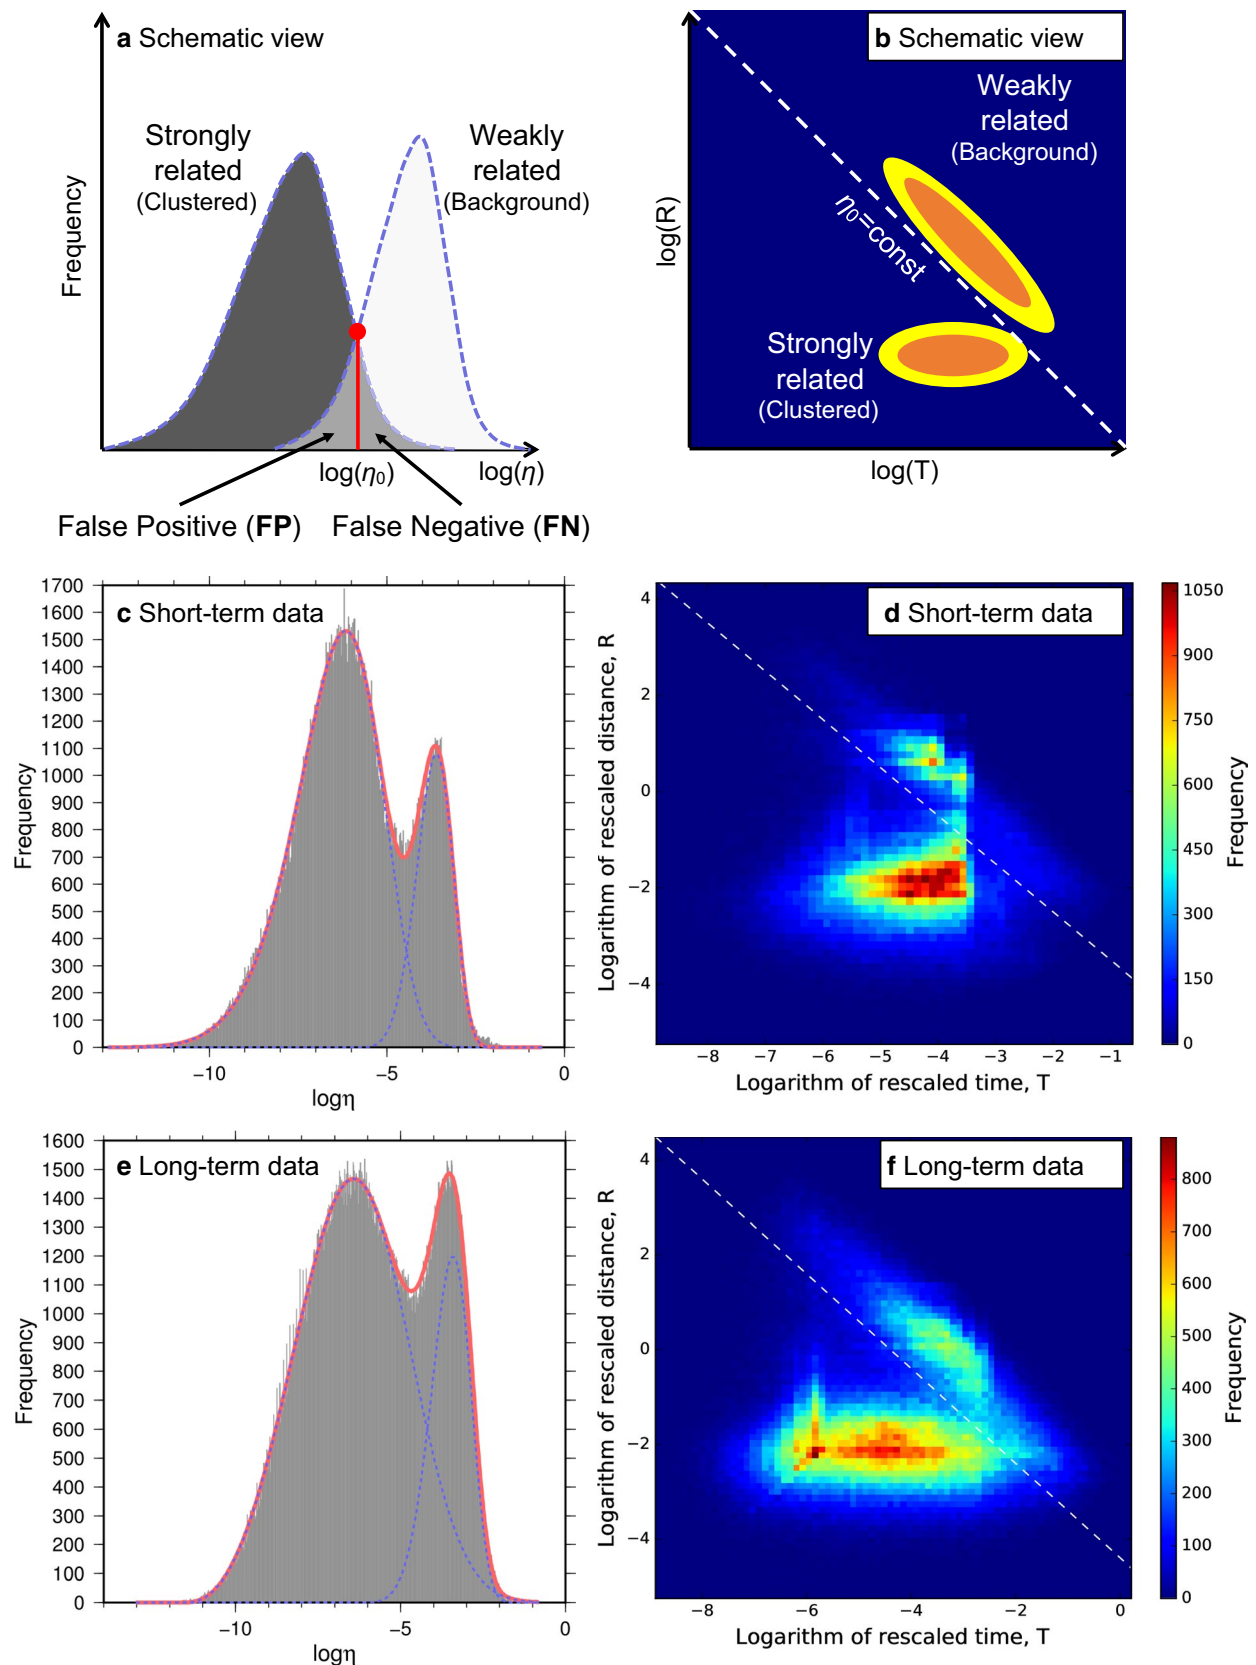 a Schematic view
Strongly
related
(Clustered)
Weakly
related
(Background)
Frequency
log(η₀)
log(η)
False Positive (FP)
False Negative (FN)
b Schematic view
Weakly
related
(Background)
η₀=const
Strongly
related
(Clustered)
log(R)
log(T)
c Short-term data
1700
1600
1500
1400
1300
1200
1100
1000
900
800
700
600
500
400
300
200
100
0
Frequency
−10
−5
0
logη
d Short-term data
4
2
0
−2
−4
Logarithm of rescaled distance, R
−8
−7
−6
−5
−4
−3
−2
−1
Logarithm of rescaled time, T
1050
900
750
600
450
300
150
0
Frequency
e Long-term data
1600
1500
1400
1300
1200
1100
1000
900
800
700
600
500
400
300
200
100
0
Frequency
−10
−5
0
logη
f Long-term data
4
2
0
−2
−4
Logarithm of rescaled distance, R
−8
−6
−4
−2
0
Logarithm of rescaled time, T
800
700
600
500
400
300
200
100
0
Frequency